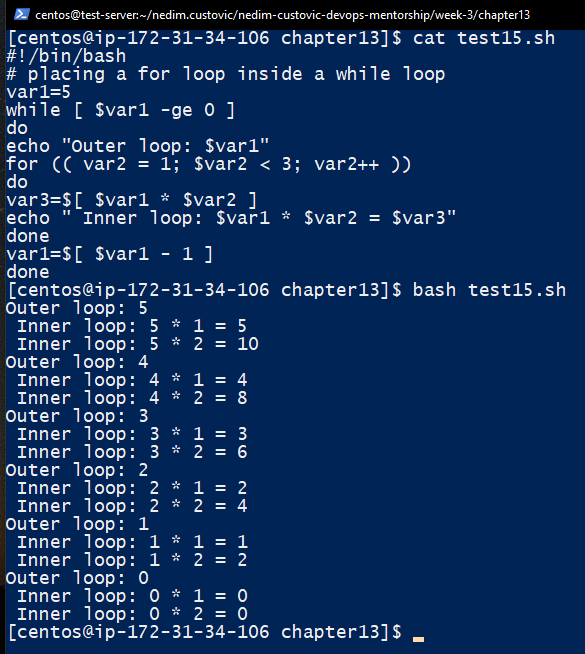 centos@test-server:~/nedim.custovic/nedim-custovic-devops-mentorship/week-3/chapter13
[centos@ip-172-31-34-106 chapter13]$ cat test15.sh
#!/bin/bash
# placing a for loop inside a while loop
var1=5
while [ $var1 -ge 0 ]
do
echo "Outer loop: $var1"
for (( var2 = 1; $var2 < 3; var2++ ))
do
var3=$[ $var1 * $var2 ]
echo " Inner loop: $var1 * $var2 = $var3"
done
var1=$[ $var1 - 1 ]
done
[centos@ip-172-31-34-106 chapter13]$ bash test15.sh
Outer loop: 5
 Inner loop: 5 * 1 = 5
 Inner loop: 5 * 2 = 10
Outer loop: 4
 Inner loop: 4 * 1 = 4
 Inner loop: 4 * 2 = 8
Outer loop: 3
 Inner loop: 3 * 1 = 3
 Inner loop: 3 * 2 = 6
Outer loop: 2
 Inner loop: 2 * 1 = 2
 Inner loop: 2 * 2 = 4
Outer loop: 1
 Inner loop: 1 * 1 = 1
 Inner loop: 1 * 2 = 2
Outer loop: 0
 Inner loop: 0 * 1 = 0
 Inner loop: 0 * 2 = 0
[centos@ip-172-31-34-106 chapter13]$